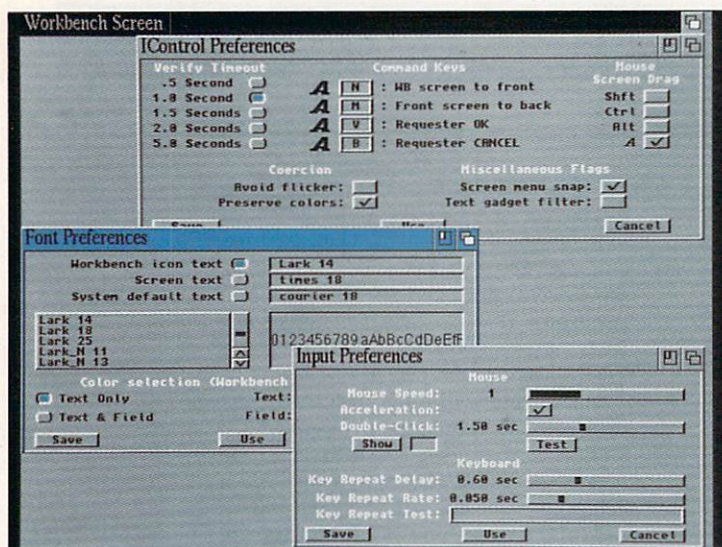 Workbench Screen
IControl Preferences
Verify Timeout
.5 Second
1.0 Second
1.5 Seconds
2.0 Seconds
5.0 Seconds
Command Keys
A N : WB screen to front
A M : Front screen to back
A V : Requester OK
A B : Requester CANCEL
Mouse
Screen Drag
Shft
Ctrl
Alt
A
Coercion
Avoid flicker:
Preserve colors:
Miscellaneous Flags
Screen menu snap:
Text gadget filter:
Save Use Cancel
Font Preferences
Workbench icon text Lark 14
Screen text times 18
System default text courier 18
Lark 14
Lark 18
Lark 25
Lark_N 11
Lark_N 13
0123456789aAbBcCdDeEfF
Color selection (Workbench
Text Only Text:
Text & Field Field:
Save Use
Input Preferences
Mouse
Mouse Speed: 1
Acceleration:
Double-Click: 1.50 sec
Show Test
Keyboard
Key Repeat Delay: 0.60 sec
Key Repeat Rate: 0.050 sec
Key Repeat Test:
Save Use Cancel